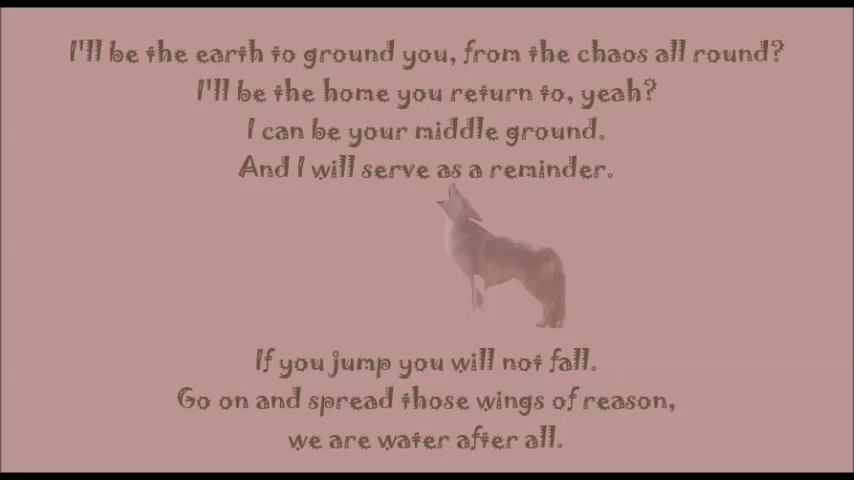 I'll be the earth to ground you, from the chaos all round?
I'll be the home you return to, yeah?
I can be your middle ground.
And I will serve as a reminder.
If you jump you will not fall.
Go on and spread those wings of reason,
we are water after all.